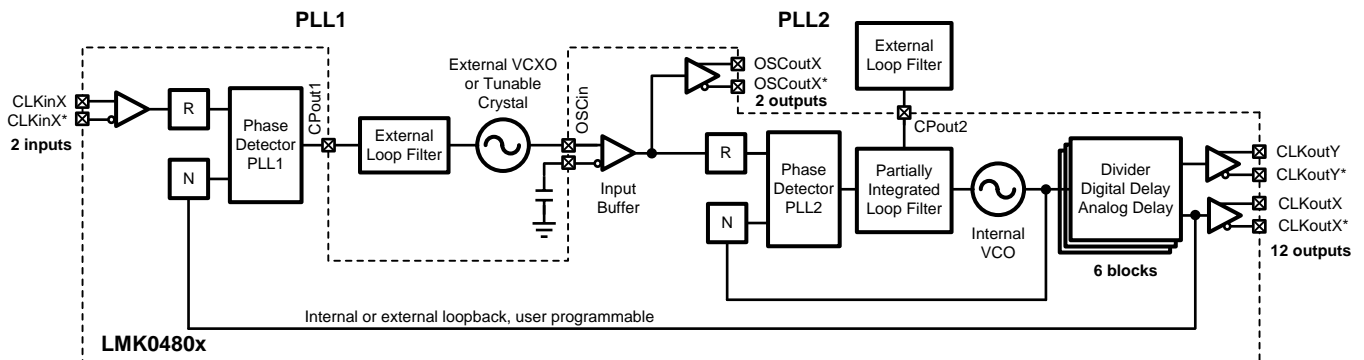 PLL1
PLL2
External VCXO
or Tunable
Crystal
External
Loop Filter
OSCoutX
OSCoutX*
2 outputs
CLKinX
CLKinX*
2 inputs
R
N
Phase
Detector
PLL1
CPout1
External
Loop Filter
OSCin
Input
Buffer
R
N
Phase
Detector
PLL2
CPout2
Partially
Integrated
Loop Filter
Internal
VCO
Divider
Digital Delay
Analog Delay
6 blocks
CLKoutY
CLKoutY*
CLKoutX
CLKoutX*
12 outputs
Internal or external loopback, user programmable
LMK0480x